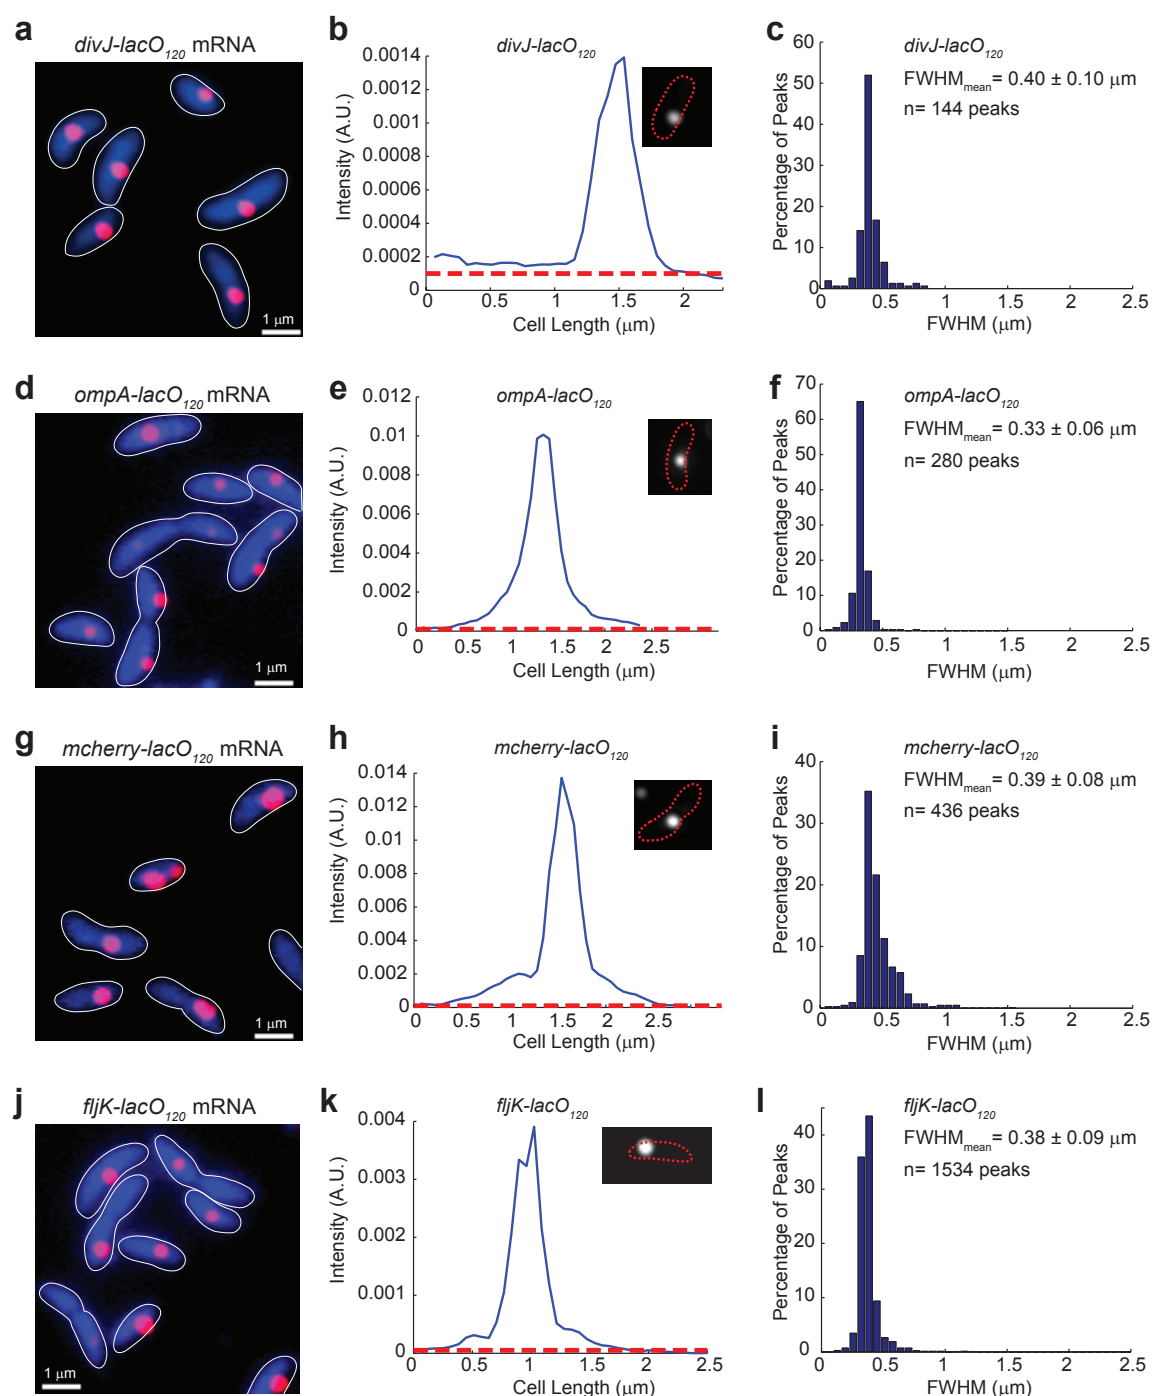 a
divJ-lacO120 mRNA
1 μm
b
divJ-lacO120
Intensity (A.U.)
0.0014
0.0012
0.001
0.0008
0.0006
0.0004
0.0002
0
0 0.5 1 1.5 2
Cell Length (μm)
c
divJ-lacO120
FWHMmean= 0.40 ± 0.10 μm
n= 144 peaks
Percentage of Peaks
60
50
40
30
20
10
0
0 0.5 1 1.5 2 2.5
FWHM (μm)
d
ompA-lacO120 mRNA
1 μm
e
ompA-lacO120
Intensity (A.U.)
0.012
0.01
0.008
0.006
0.004
0.002
0
0 0.5 1 1.5 2 2.5
Cell Length (μm)
f
ompA-lacO120
FWHMmean= 0.33 ± 0.06 μm
n= 280 peaks
Percentage of Peaks
70
60
50
40
30
20
10
0
0 0.5 1 1.5 2 2.5
FWHM (μm)
g
mcherry-lacO120 mRNA
1 μm
h
mcherry-lacO120
Intensity (A.U.)
0.014
0.012
0.01
0.008
0.006
0.004
0.002
0
0 0.5 1 1.5 2 2.5
Cell Length (μm)
i
mcherry-lacO120
FWHMmean= 0.39 ± 0.08 μm
n= 436 peaks
Percentage of Peaks
40
30
20
10
0
0 0.5 1 1.5 2 2.5
FWHM (μm)
j
fljK-lacO120 mRNA
1 μm
k
fljK-lacO120
Intensity (A.U.)
0.004
0.003
0.002
0.001
0
0 0.5 1 1.5 2 2.5
Cell Length (μm)
l
fljK-lacO120
FWHMmean= 0.38 ± 0.09 μm
n= 1534 peaks
Percentage of Peaks
40
30
20
10
0
0 0.5 1 1.5 2 2.5
FWHM (μm)